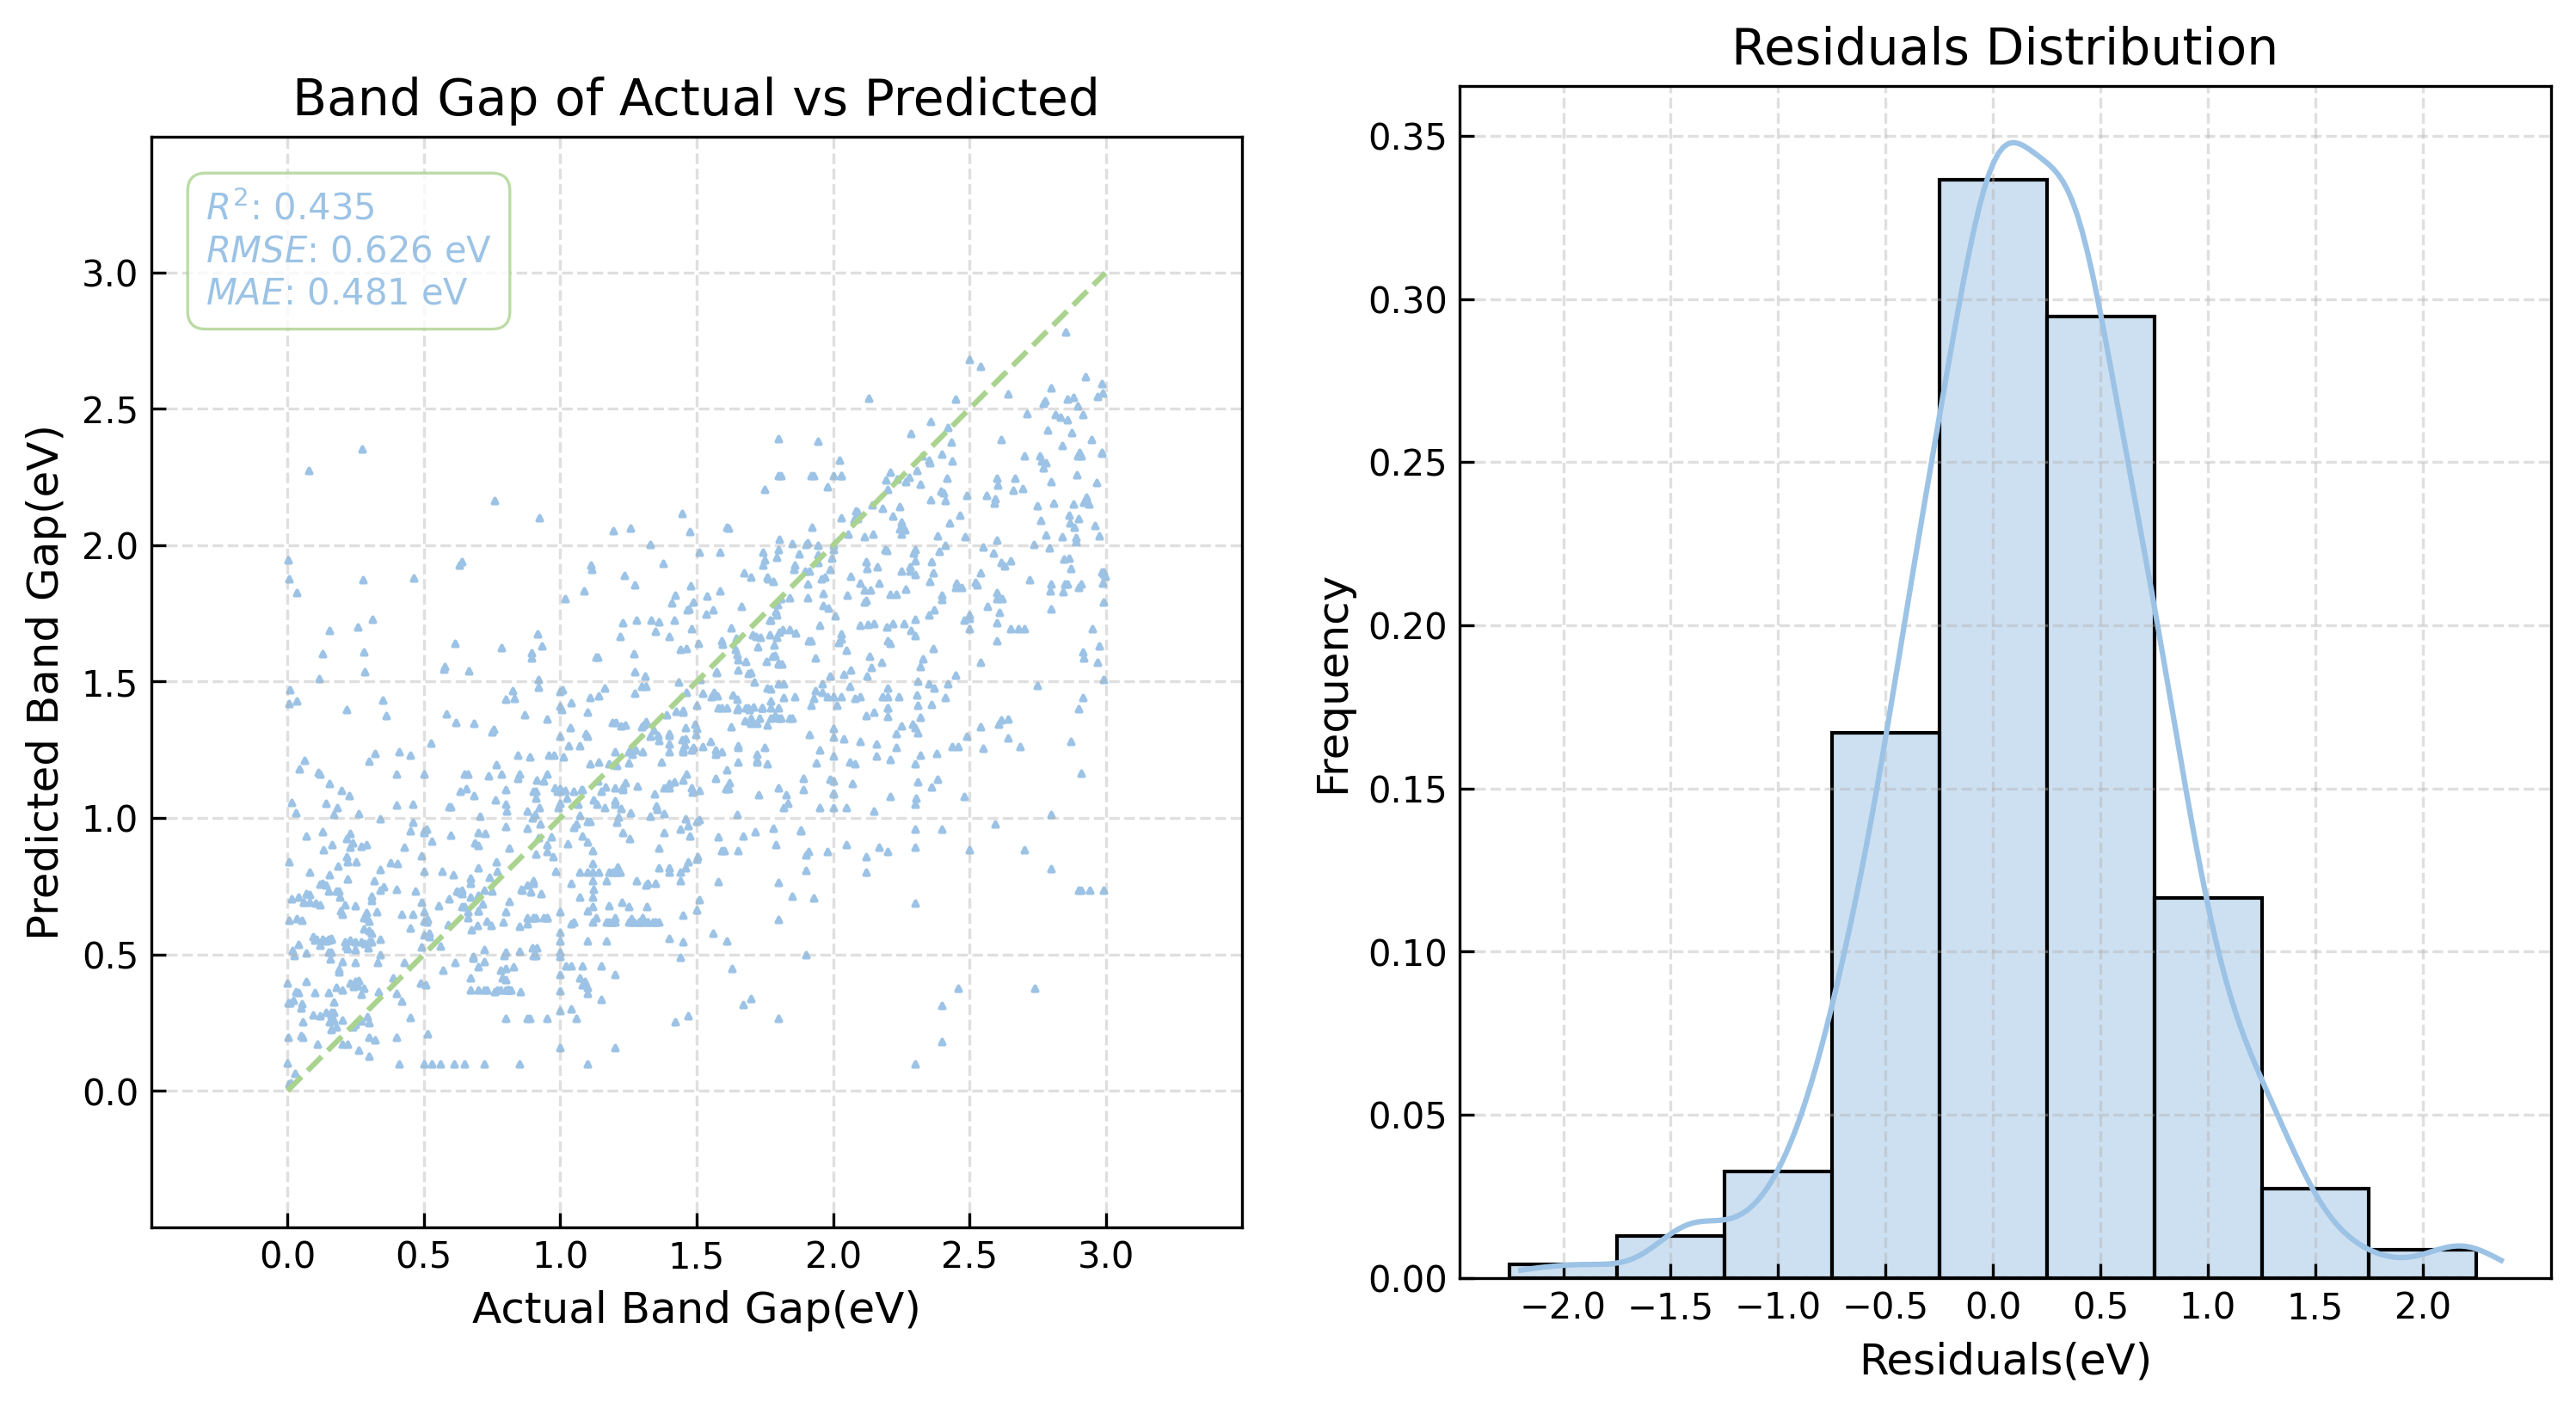 Band Gap of Actual vs Predicted
R²: 0.435
RMSE: 0.626 eV
MAE: 0.481 eV
Predicted Band Gap(eV)
3.0
2.5
2.0
1.5
1.0
0.5
0.0
0.0 0.5 1.0 1.5 2.0 2.5 3.0
Actual Band Gap(eV)
Residuals Distribution
Frequency
0.35
0.30
0.25
0.20
0.15
0.10
0.05
0.00
−2.0 −1.5 −1.0 −0.5 0.0 0.5 1.0 1.5 2.0
Residuals(eV)